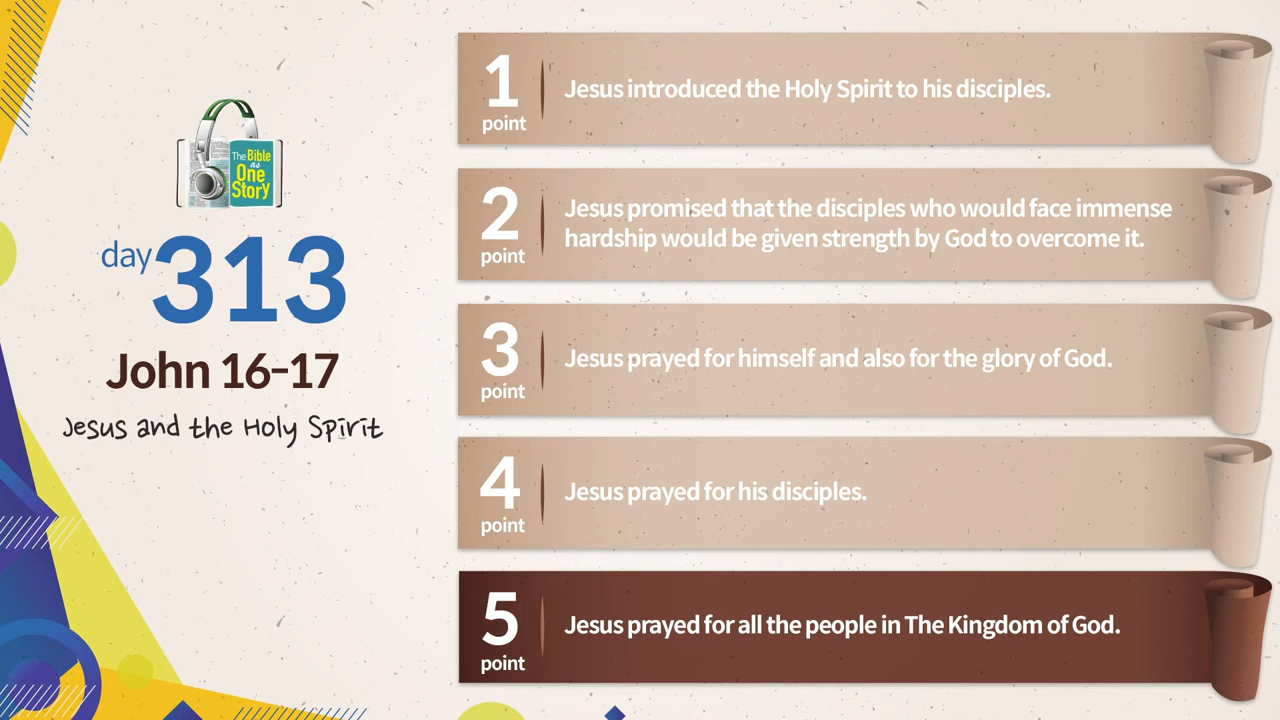 The Bible
as
One
Story
day 313
John 16-17
Jesus and the Holy Spirit
1
point
Jesus introduced the Holy Spirit to his disciples.
2
point
Jesus promised that the disciples who would face immense
hardship would be given strength by God to overcome it.
3
point
Jesus prayed for himself and also for the glory of God.
4
point
Jesus prayed for his disciples.
5
point
Jesus prayed for all the people in The Kingdom of God.